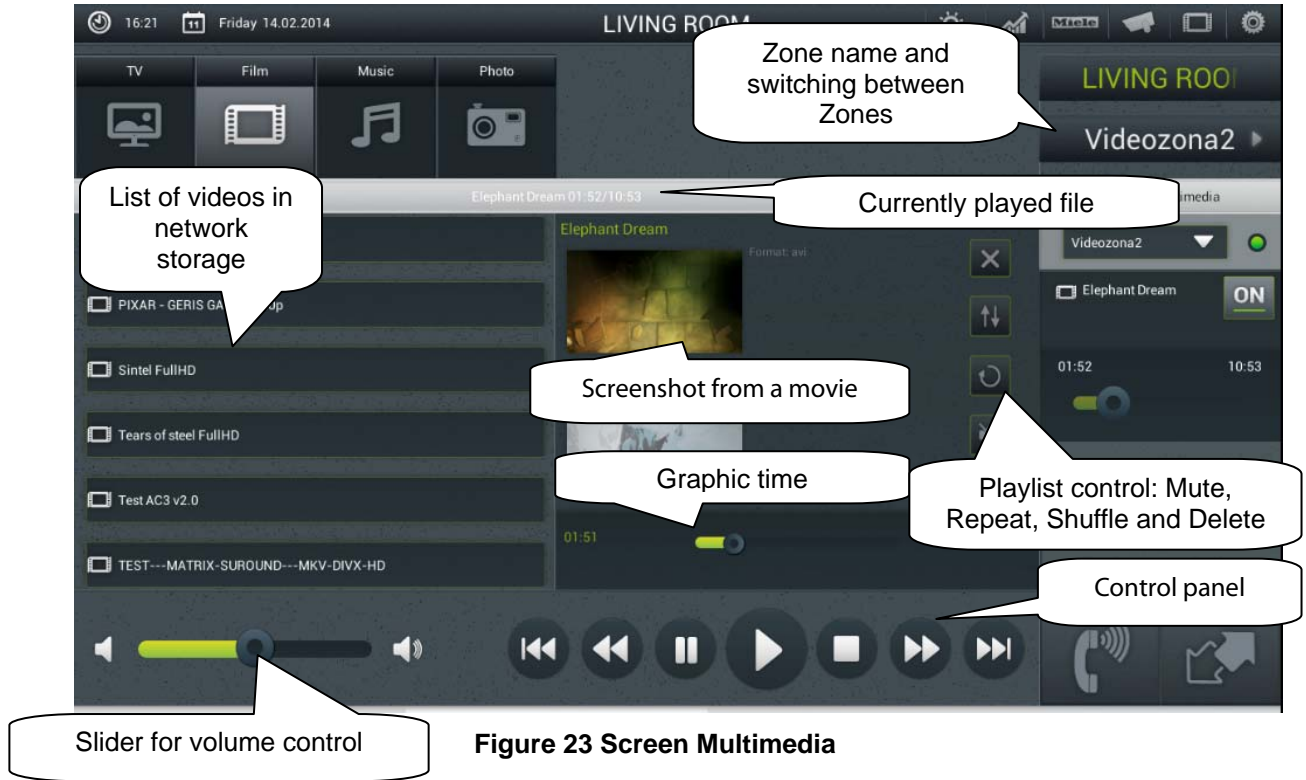 16:21
11
Friday 14.02.2014
LIVING ROOM
Miele
TV
Film
Music
Photo
Zone name and
switching between
Zones
LIVING ROO
Videozona2
List of videos in
network
storage
Elephant Dream 01:52/10:53
Currently played file
imedia
Elephant Dream
Format: avi
Videozona2
PIXAR - GERIS GA
Up
Elephant Dream
ON
Sintel FullHD
Screenshot from a movie
01:52
10:53
Tears of steel FullHD
Graphic time
Playlist control: Mute,
Repeat, Shuffle and Delete
Test AC3 v2.0
01:51
TEST---MATRIX-SUROUND---MKV-DIVX-HD
Control panel
Slider for volume control
Figure 23 Screen Multimedia